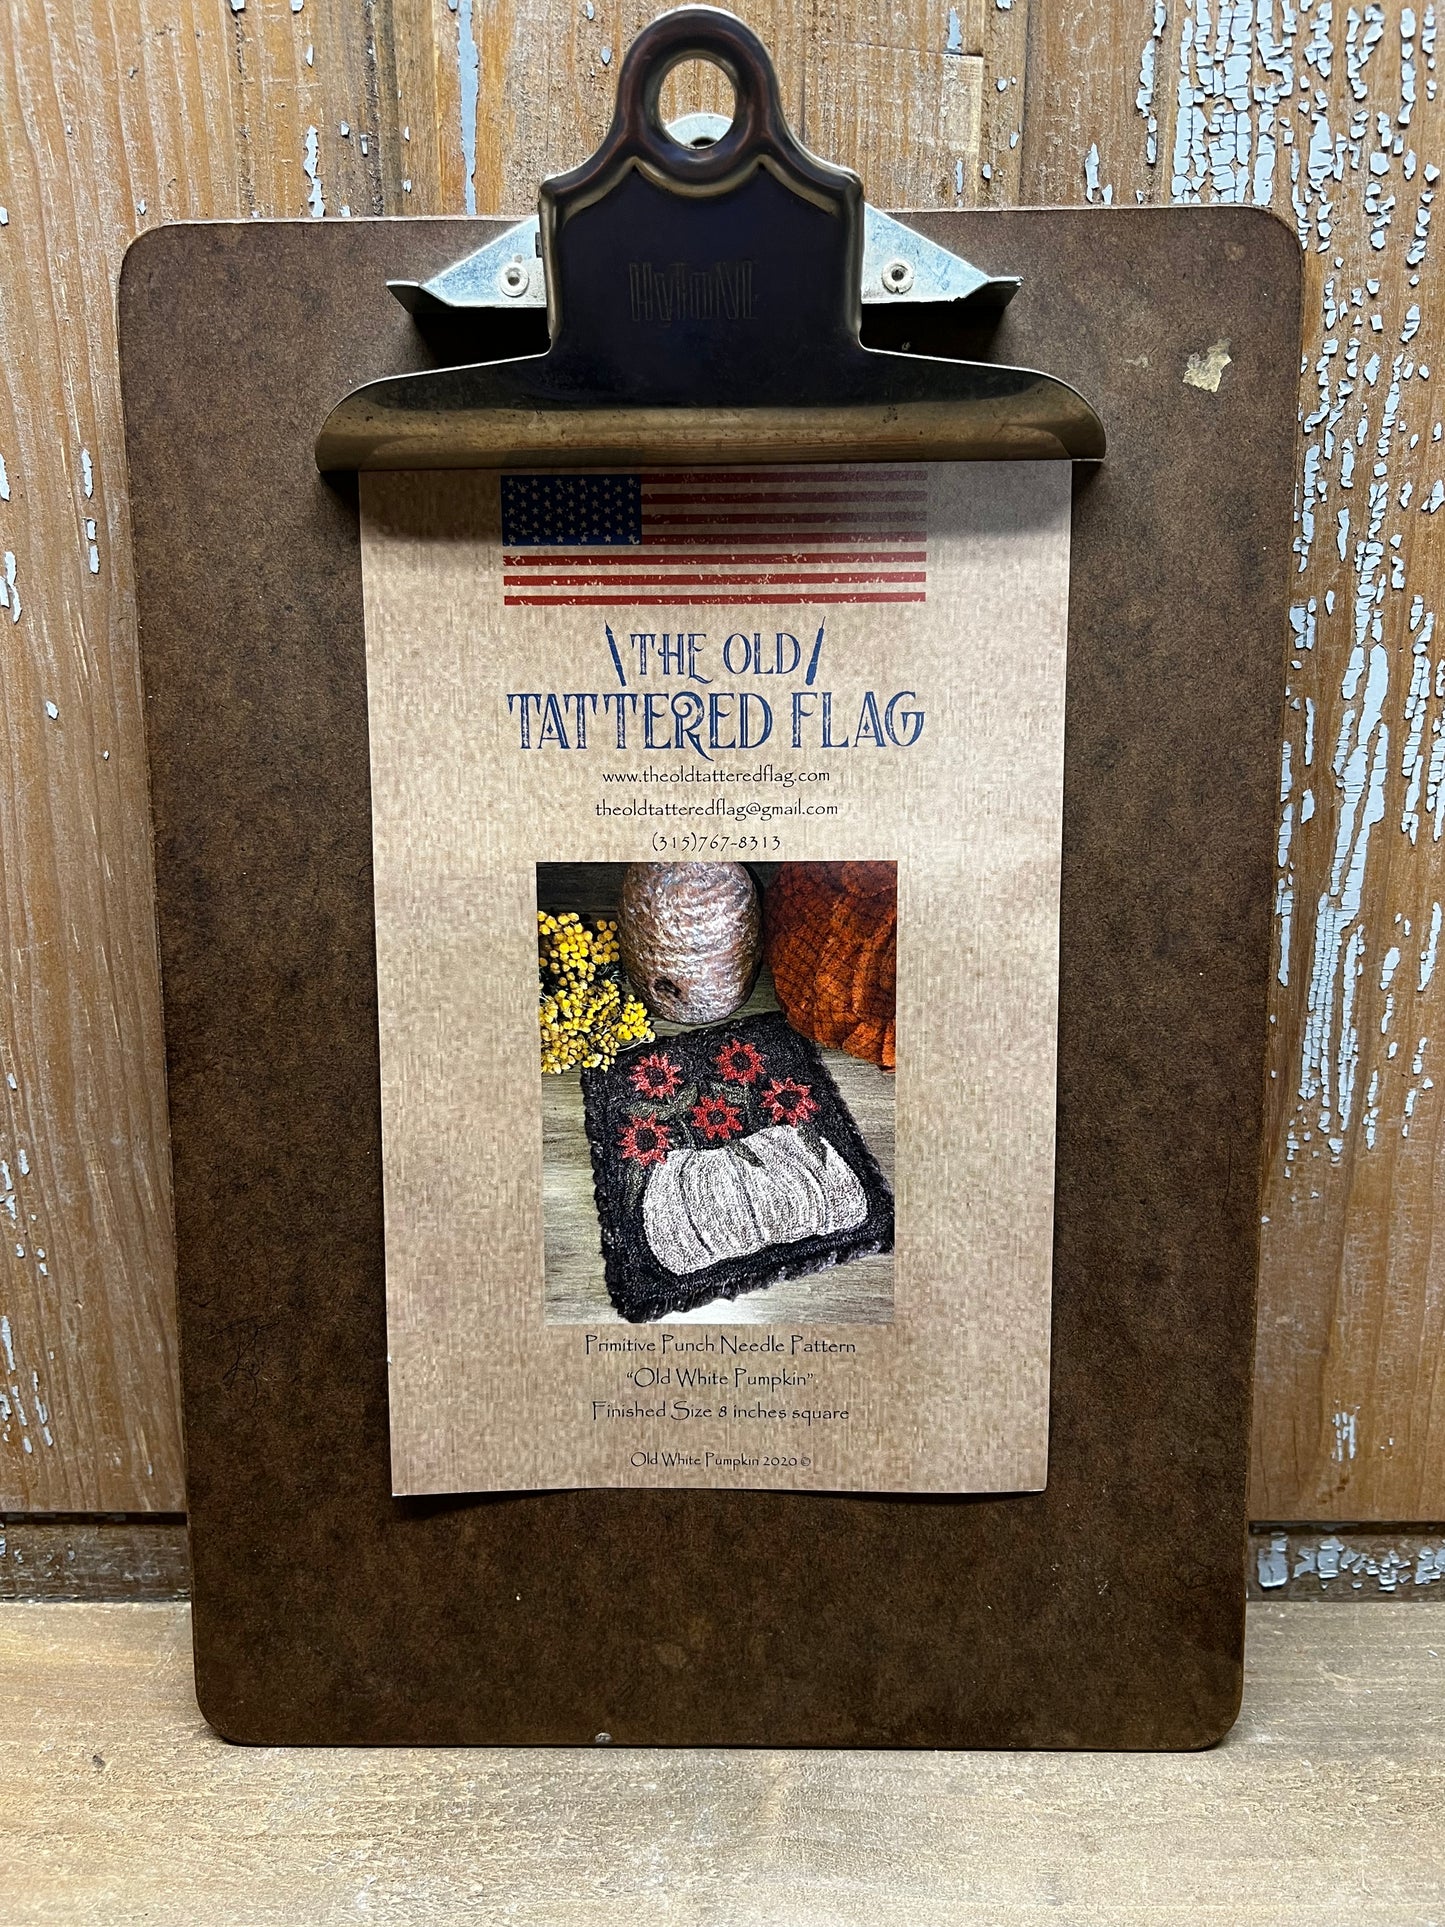 HyToNE
THE OLD
TATTERED FLAG
www.theoldtatteredflag.com
theoldtatteredflag@gmail.com
(315)767-8313
Primitive Punch Needle Pattern
“Old White Pumpkin”
Finished Size 8 inches square
Old White Pumpkin 2020 ©